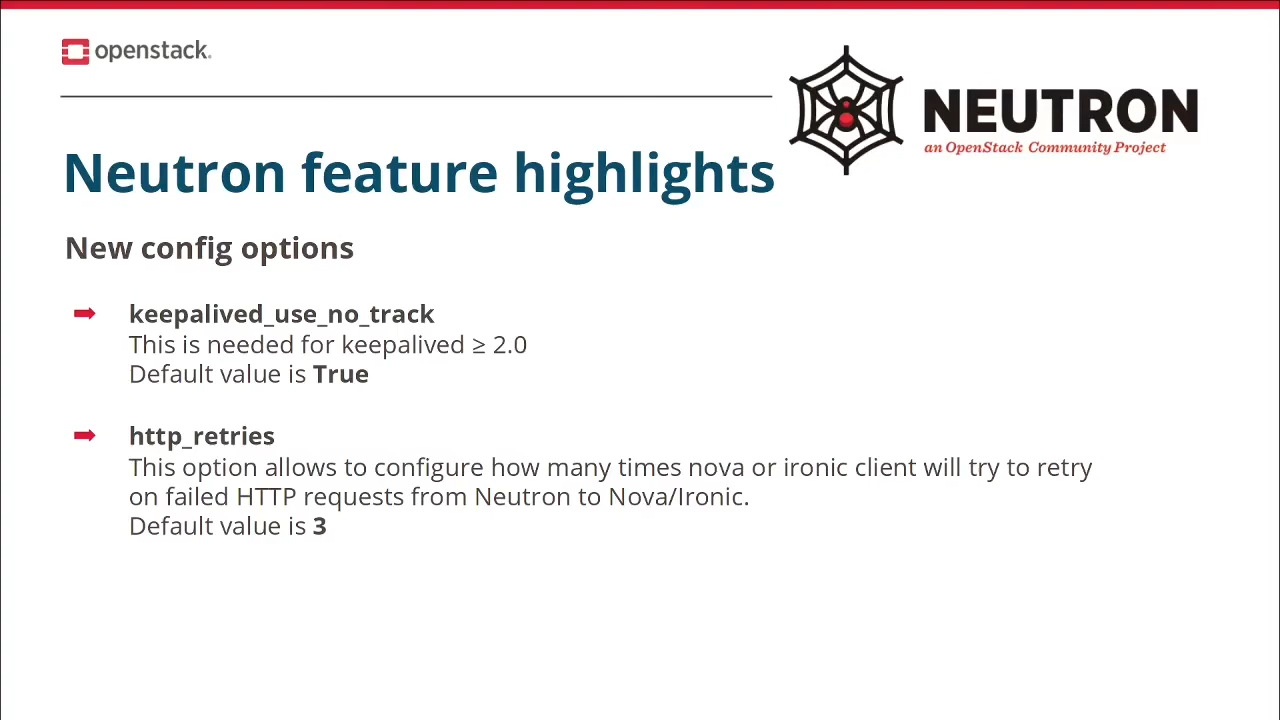 openstack.
NEUTRON
an OpenStack Community Project
Neutron feature highlights
New config options
keepalived_use_no_track
This is needed for keepalived ≥ 2.0
Default value is True
http_retries
This option allows to configure how many times nova or ironic client will try to retry
on failed HTTP requests from Neutron to Nova/Ironic.
Default value is 3